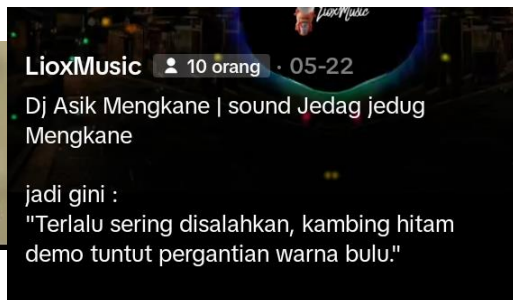 LioxMusic
LioxMusic 10 orang · 05-22
Dj Asik Mengkane | sound Jedag jedug
Mengkane
jadi gini :
"Terlalu sering disalahkan, kambing hitam
demo tuntut pergantian warna bulu."